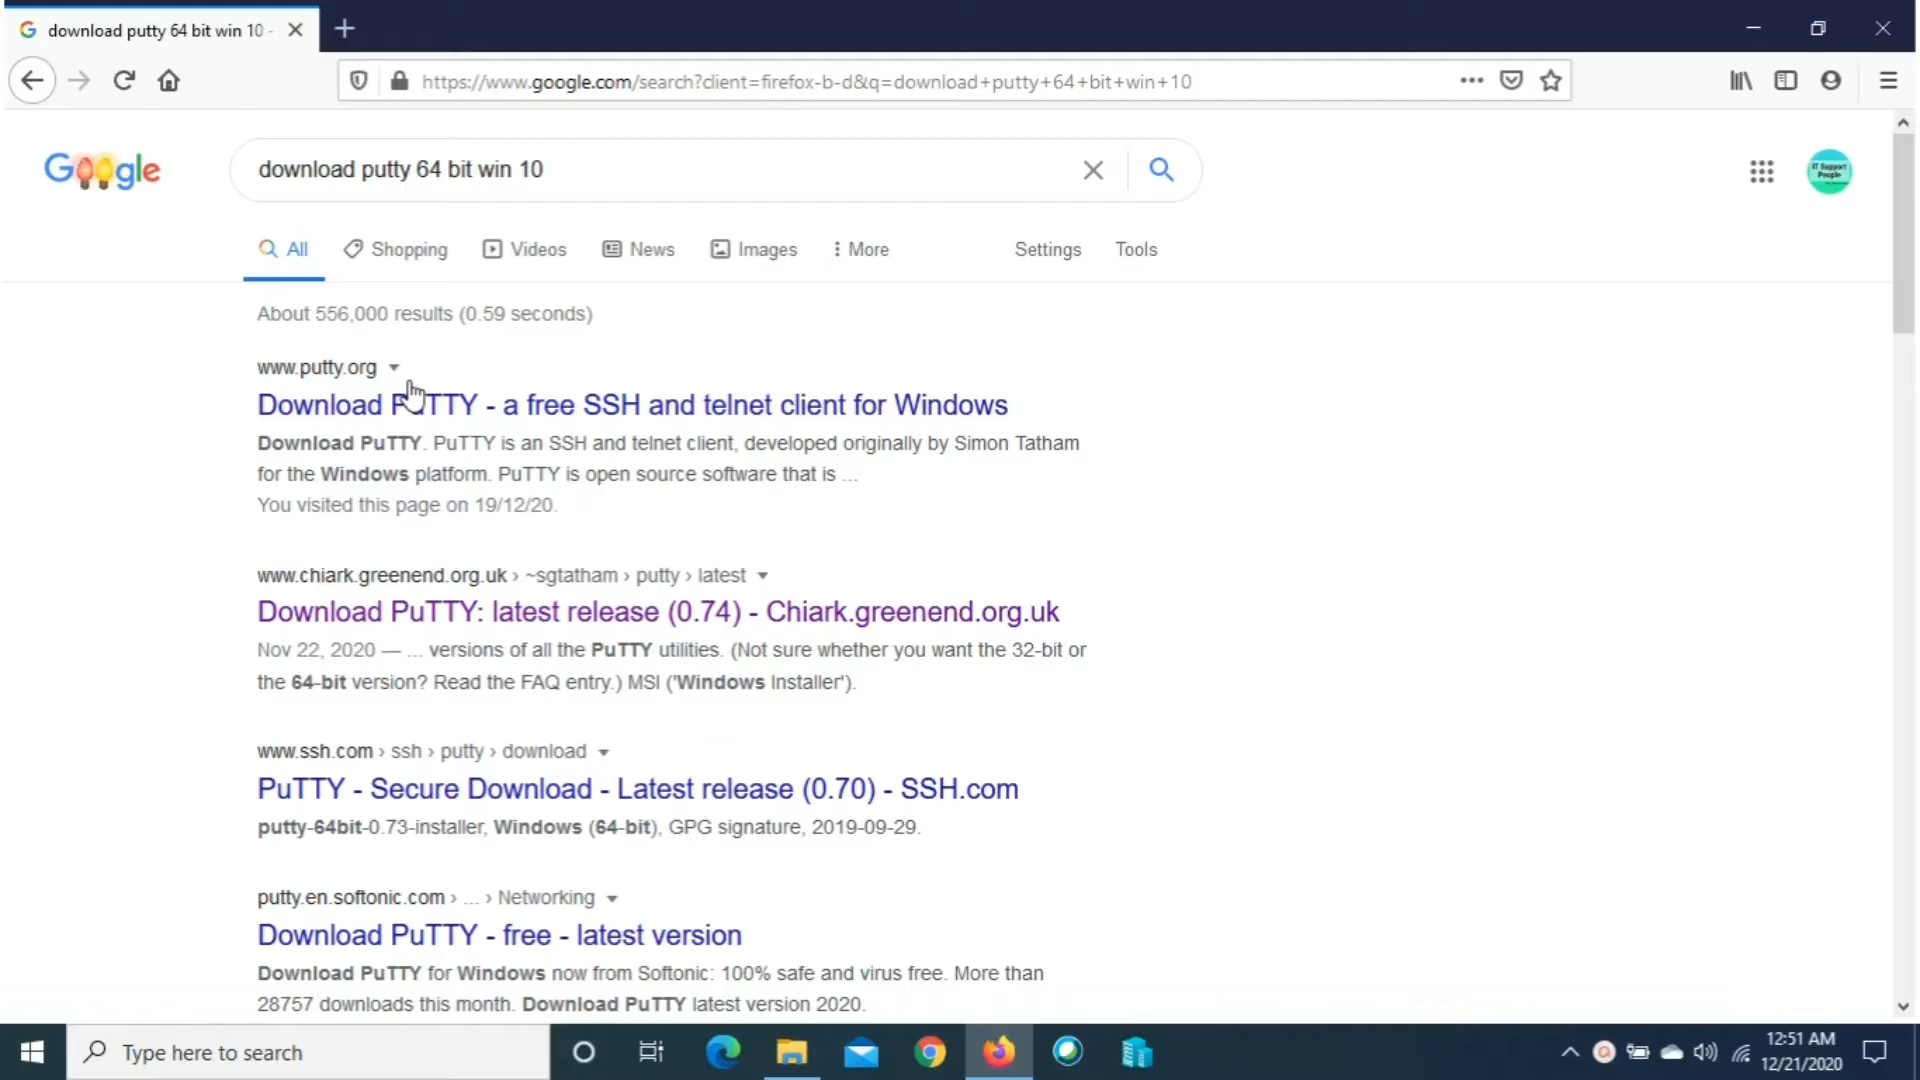 download putty 64 bit win 10 -
https://www.google.com/search?client=firefox-b-d&q=download+putty+64+bit+win+10
Google
download putty 64 bit win 10
IT Support
People
All
Shopping
Videos
News
Images
More
Settings
Tools
About 556,000 results (0.59 seconds)
www.putty.org
Download PuTTY - a free SSH and telnet client for Windows
Download PuTTY. PuTTY is an SSH and telnet client, developed originally by Simon Tatham
for the Windows platform. PuTTY is open source software that is ...
You visited this page on 19/12/20.
www.chiark.greenend.org.uk › ~sgtatham › putty › latest
Download PuTTY: latest release (0.74) - Chiark.greenend.org.uk
Nov 22, 2020 — ... versions of all the PuTTY utilities. (Not sure whether you want the 32-bit or
the 64-bit version? Read the FAQ entry.) MSI ('Windows Installer').
www.ssh.com › ssh › putty › download
PuTTY - Secure Download - Latest release (0.70) - SSH.com
putty-64bit-0.73-installer, Windows (64-bit), GPG signature, 2019-09-29.
putty.en.softonic.com › ... › Networking
Download PuTTY - free - latest version
Download PuTTY for Windows now from Softonic: 100% safe and virus free. More than
28757 downloads this month. Download PuTTY latest version 2020.
Type here to search
12:51 AM
12/21/2020